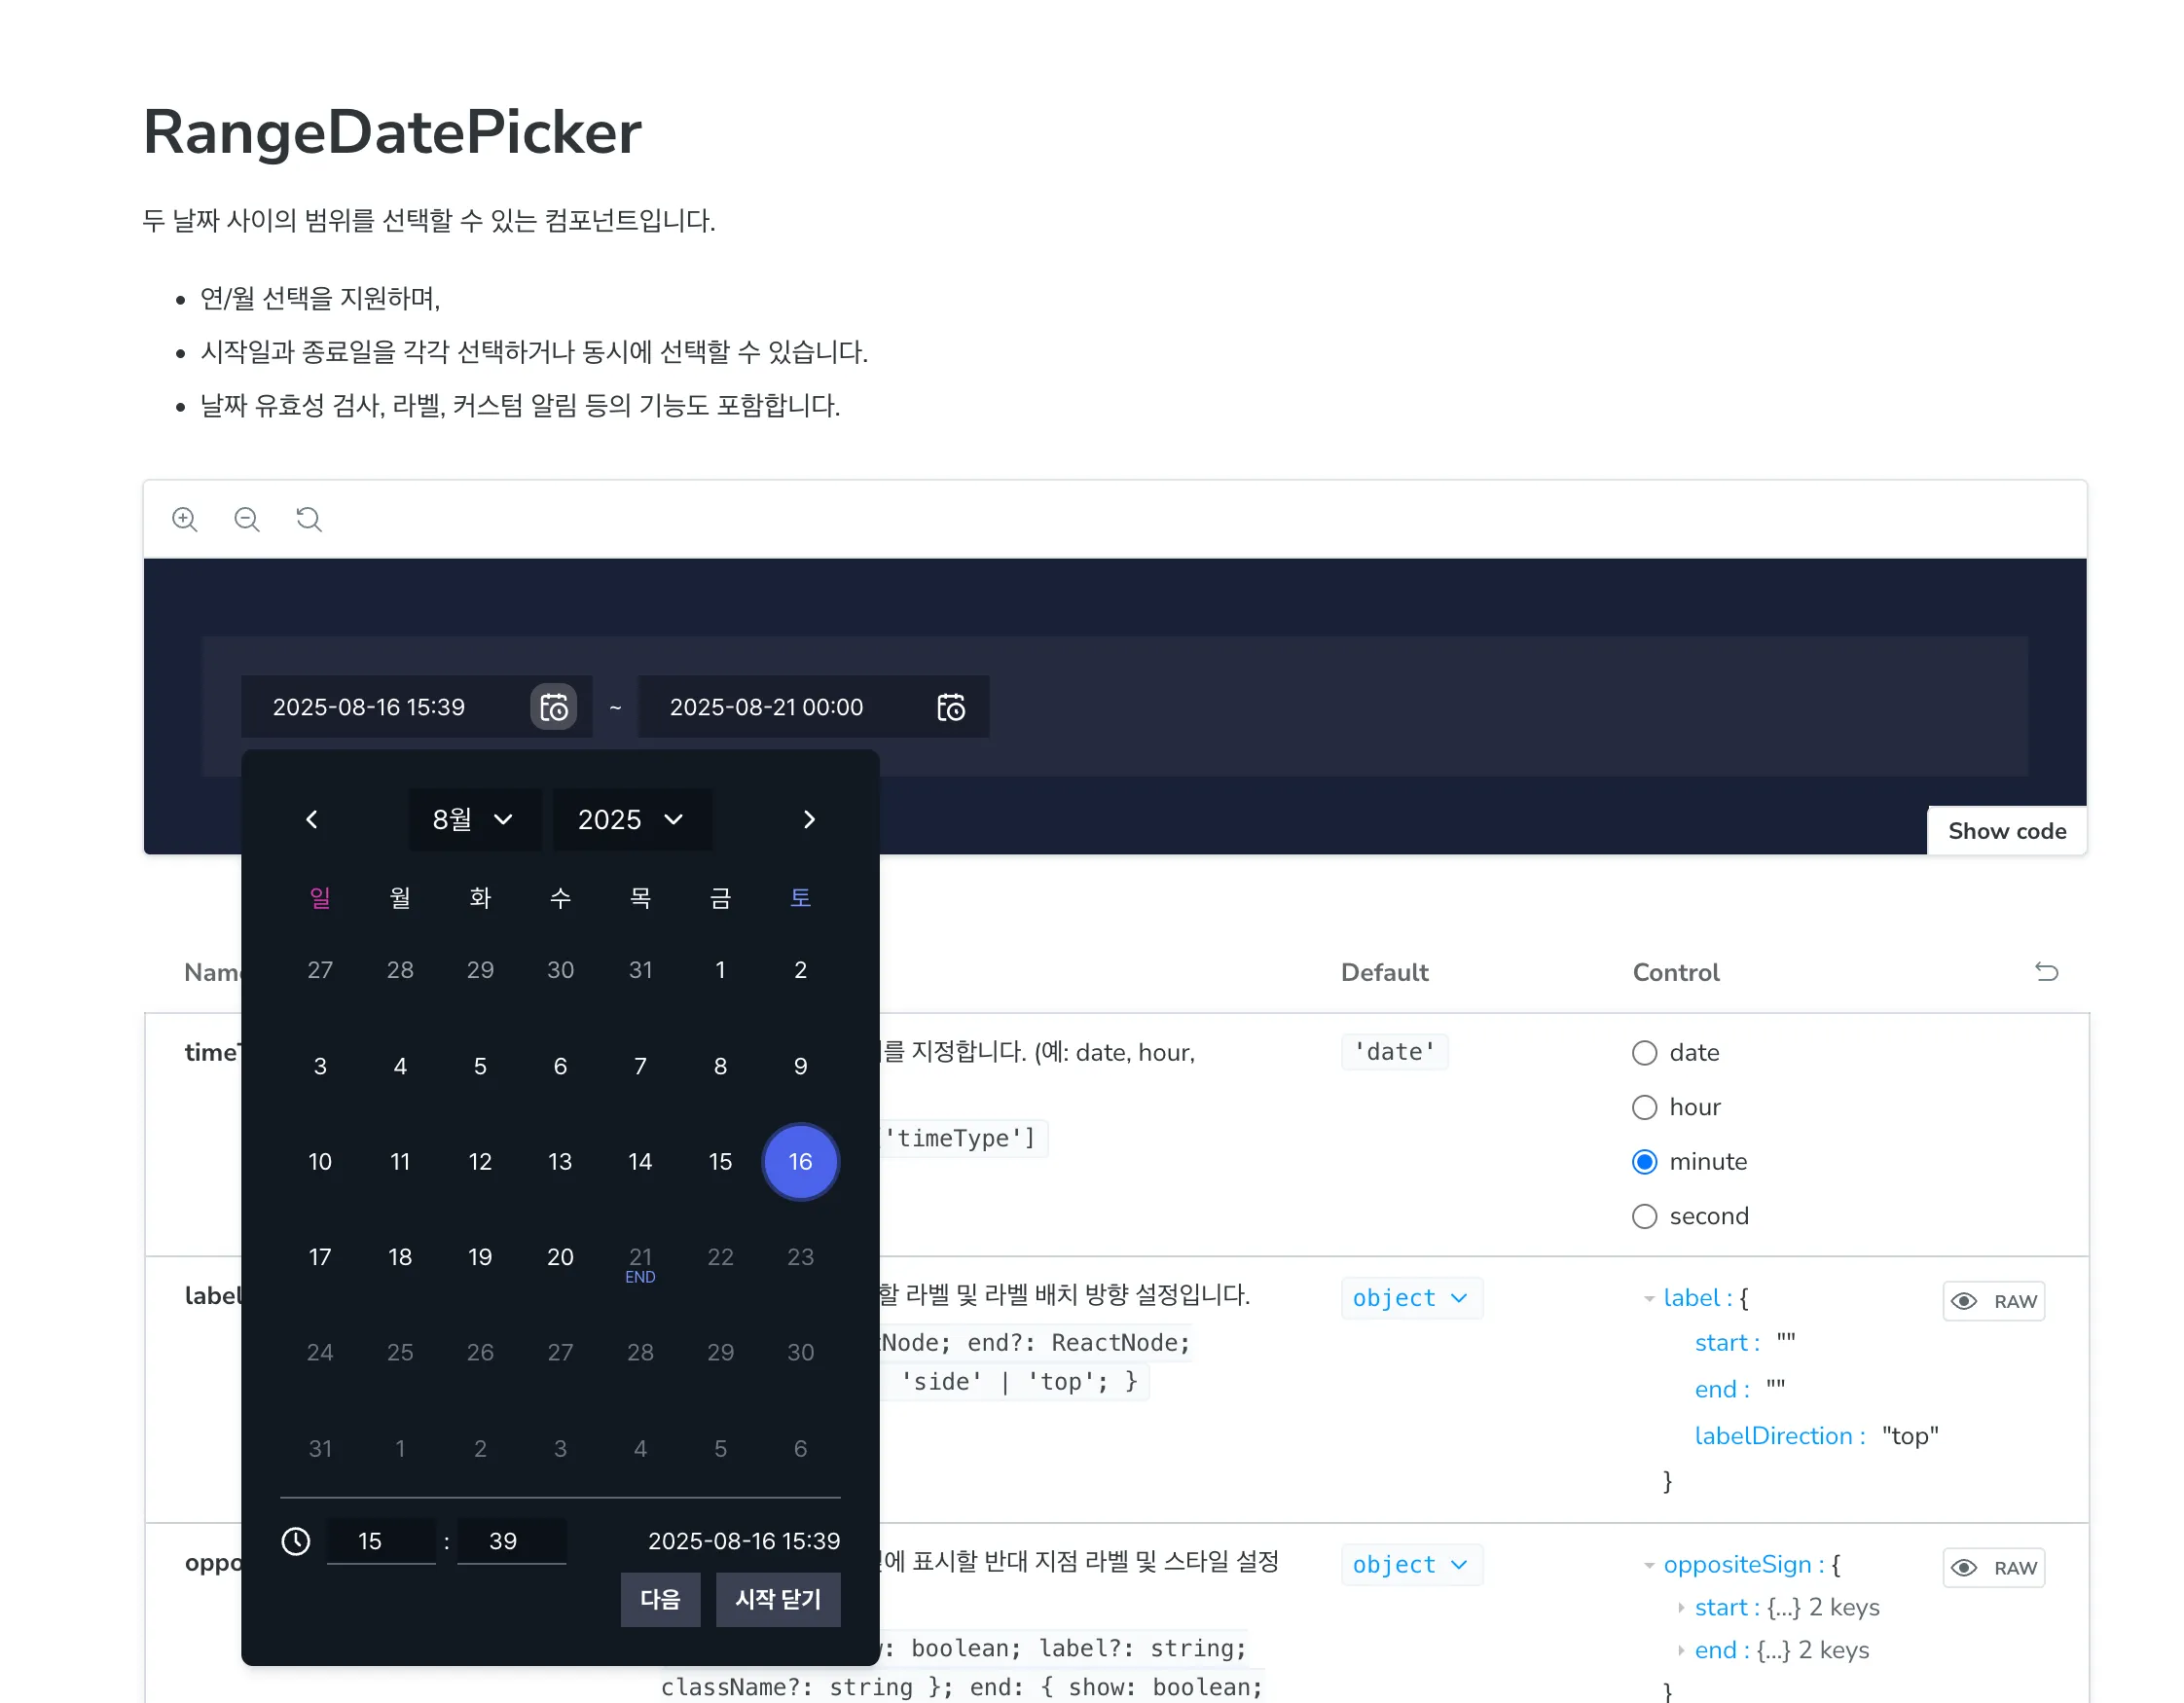 RangeDatePicker
두 날짜 사이의 범위를 선택할 수 있는 컴포넌트입니다.
연/월 선택을 지원하며,
시작일과 종료일을 각각 선택하거나 동시에 선택할 수 있습니다.
날짜 유효성 검사, 라벨, 커스텀 알림 등의 기능도 포함합니다.
2025-08-16 15:39 ~ 2025-08-21 00:00
Show code
8월 2025
일 월 화 수 목 금 토
27 28 29 30 31 1 2
3 4 5 6 7 8 9
10 11 12 13 14 15 16
17 18 19 20 21 22 23
END
24 25 26 27 28 29 30
31 1 2 3 4 5 6
15 : 39 2025-08-16 15:39
다음 시작 닫기
Default Control
를 지정합니다. (예: date, hour,
'timeType']
'date'
date
hour
minute
second
label
할 라벨 및 라벨 배치 방향 설정입니다.
Node; end?: ReactNode;
'side' | 'top'; }
object
label : {
start : ""
end : ""
labelDirection : "top"
}
RAW
oppo
에 표시할 반대 지점 라벨 및 스타일 설정
: boolean; label?: string;
className?: string }; end: { show: boolean;
object
oppositeSign : {
start : {...} 2 keys
end : {...} 2 keys
}
RAW